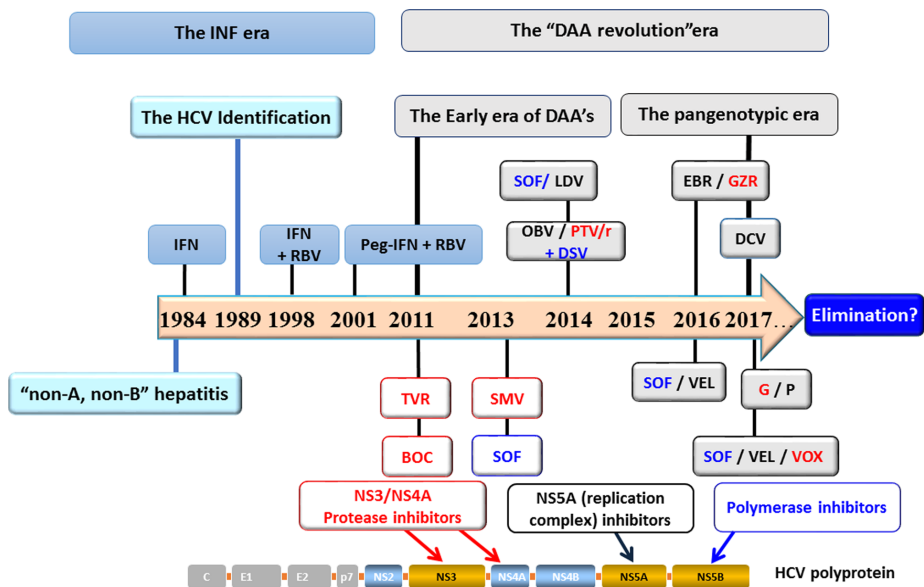 The INF era
The “DAA revolution”era
The HCV Identification
The Early era of DAA’s
The pangenotypic era
SOF/ LDV
EBR / GZR
IFN
IFN
+ RBV
Peg-IFN + RBV
OBV / PTV/r
+ DSV
DCV
1984 1989 1998 2001 2011 2013 2014 2015 2016 2017...
Elimination?
“non-A, non-B” hepatitis
TVR
SMV
SOF / VEL
G / P
BOC
SOF
SOF / VEL / VOX
NS3/NS4A
Protease inhibitors
NS5A (replication
complex) inhibitors
Polymerase inhibitors
C E1 E2 p7 NS2 NS3 NS4A NS4B NS5A NS5B
HCV polyprotein